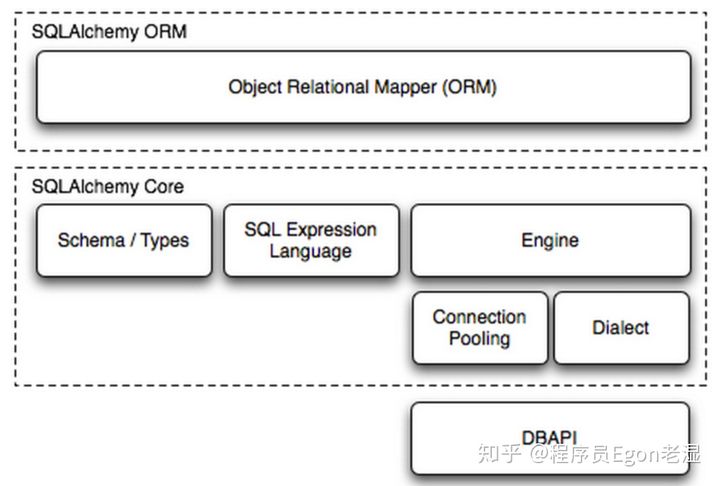 SQLAlchemy ORM
Object Relational Mapper (ORM)
SQLAlchemy Core
Schema / Types
SQL Expression
Language
Engine
Connection
Pooling
Dialect
DBAPI
知乎 @程序员Egon老湿